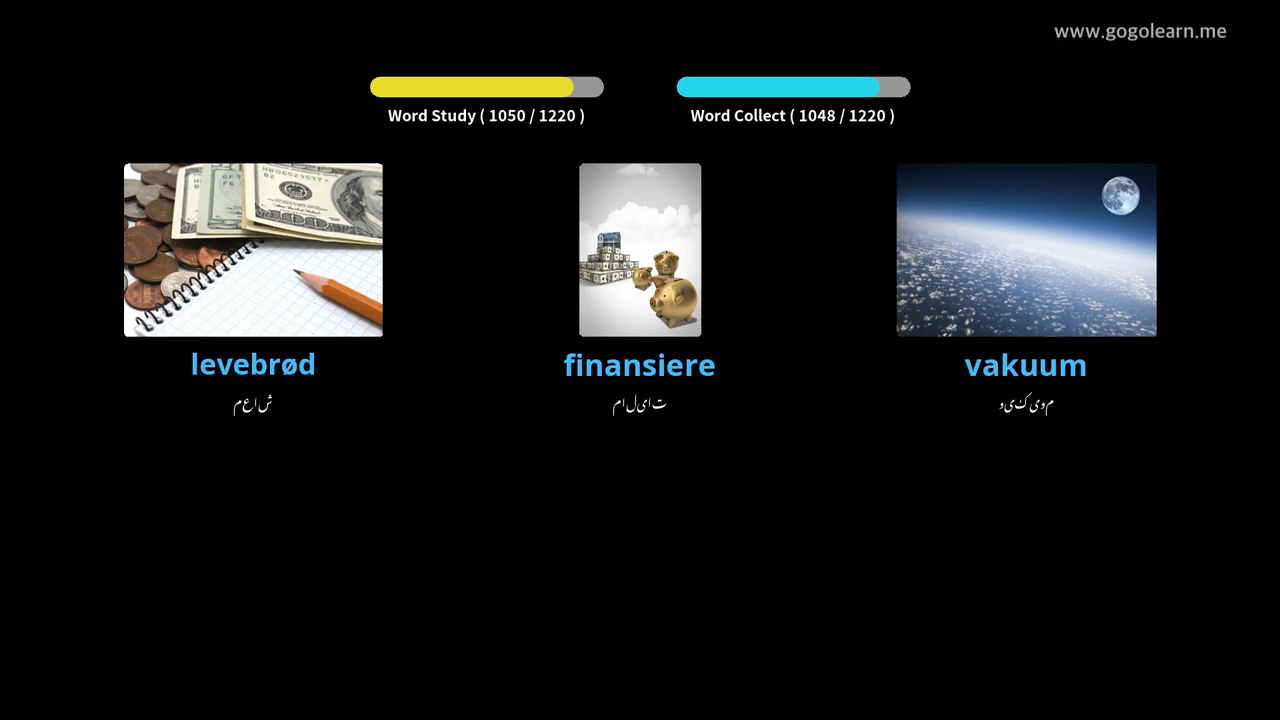 www.gogolearn.me
Word Study ( 1050 / 1220 )
Word Collect ( 1048 / 1220 )
levebrød
معاش
finansiere
مالیات
vakuum
ویکیوم